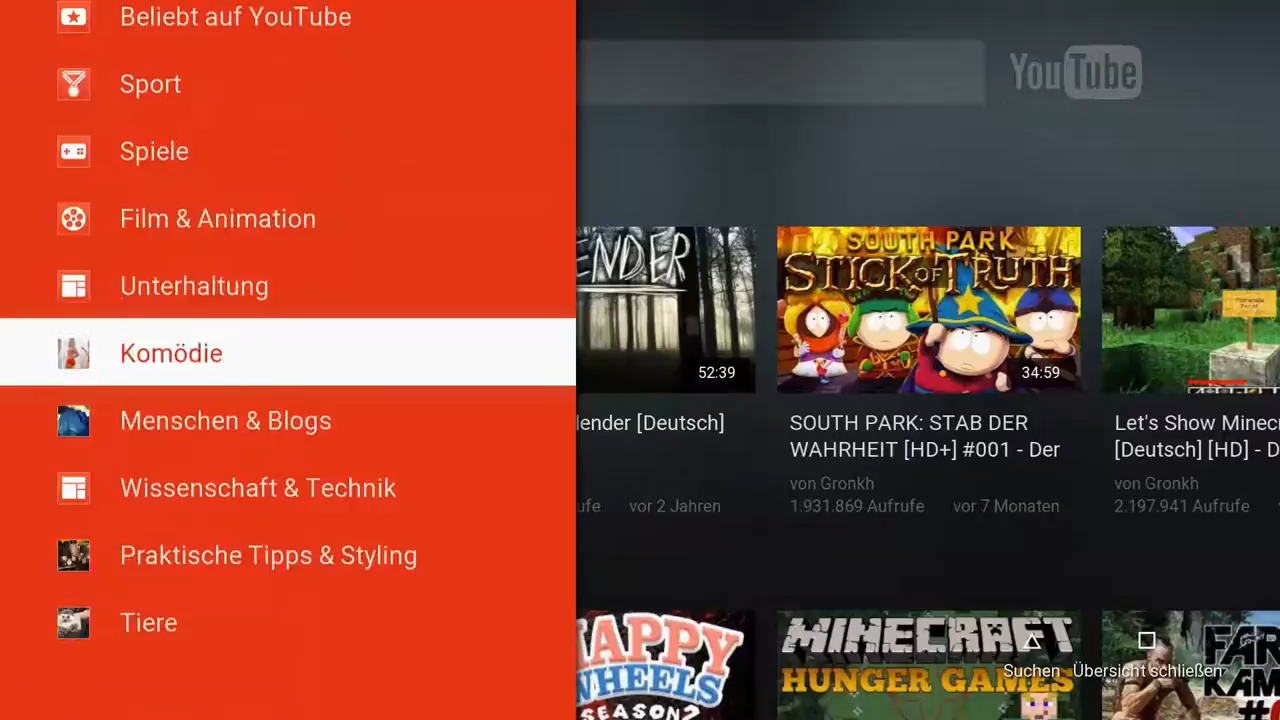 Beliebt auf YouTube
Sport
Spiele
Film & Animation
Unterhaltung
Komödie
Menschen & Blogs
Wissenschaft & Technik
Praktische Tipps & Styling
Tiere
YouTube
ENDER
52:39
lender [Deutsch]
ufe vor 2 Jahren
SOUTH PARK
STICK OF TRUTH
34:59
SOUTH PARK: STAB DER
WAHRHEIT [HD+] #001 - Der
von Gronkh
1.931.869 Aufrufe vor 7 Monaten
Let's Show Minec
[Deutsch] [HD] - D
von Gronkh
2.197.941 Aufrufe
HAPPY
WHEELS
SEASON 2
MINECRAFT
HUNGER GAMES
FAR
Suchen Übersicht schließen